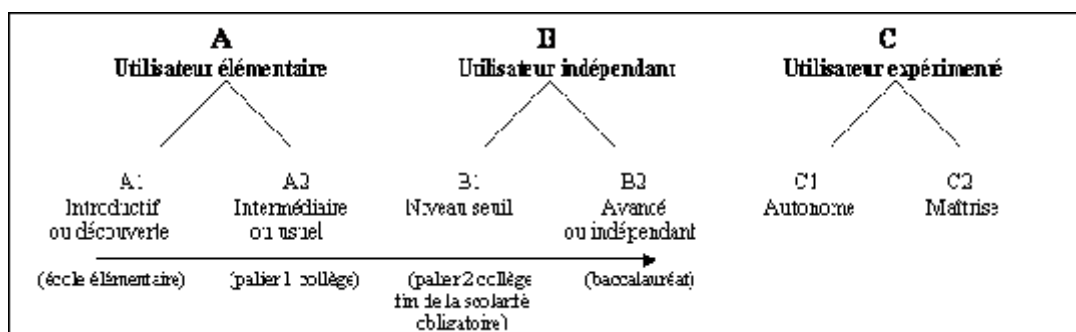 A B C
Utilisateur élémentaire Utilisateur indépendant Utilisateur expérimenté
A1 A2 B1 B2 C1 C2
Introductif Intermédiaire Niveau seuil Avancé Autonome Maîtrise
ou découverte ou usuel ou indépendant
(école élémentaire) (palier 1 collège) (palier 2 collège (baccalauréat)
fin de la scolarité
obligatoire)